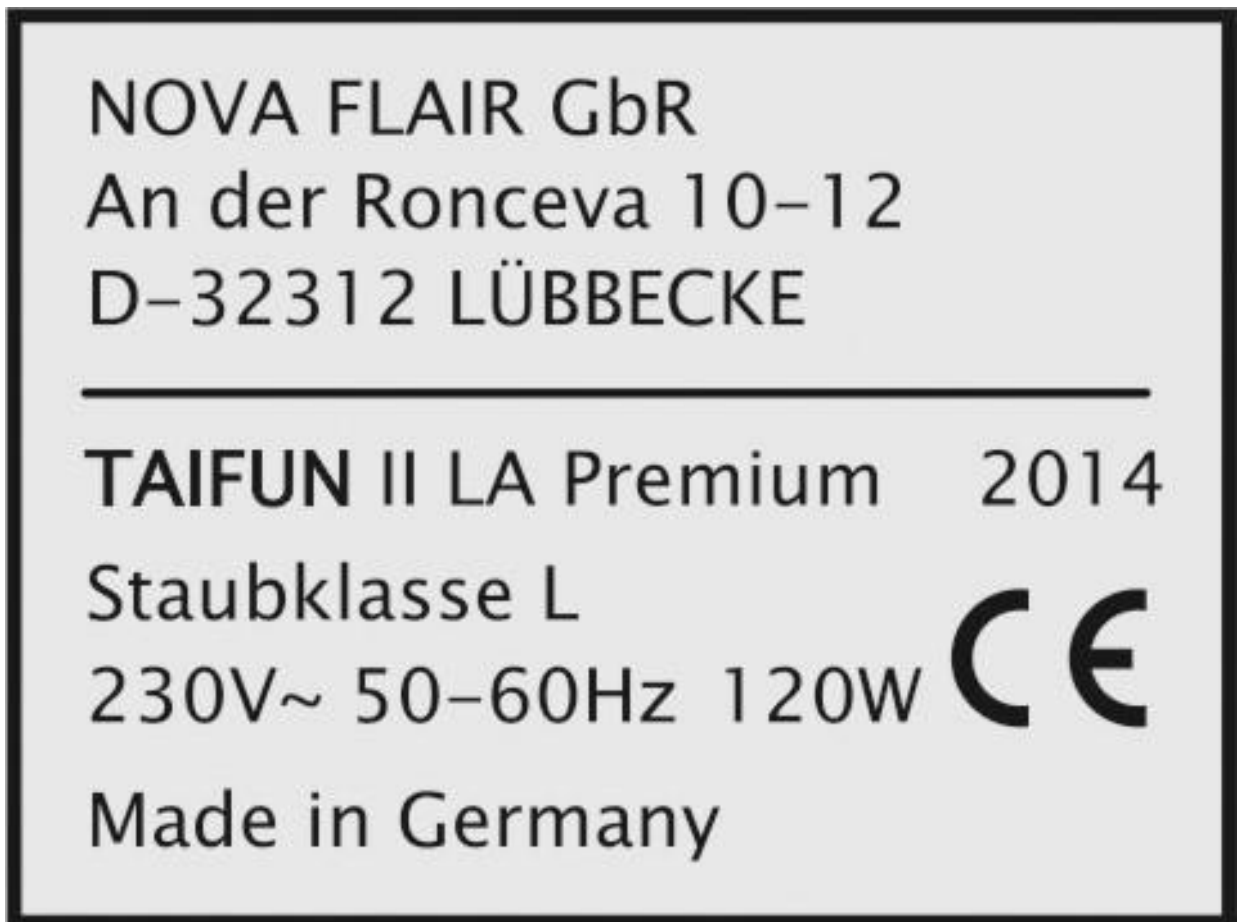 NOVA FLAIR GbR
An der Ronceva 10-12
D-32312 LÜBBECKE
TAIFUN II LA Premium 2014
Staubklasse L
230V~ 50-60Hz 120W CE
Made in Germany